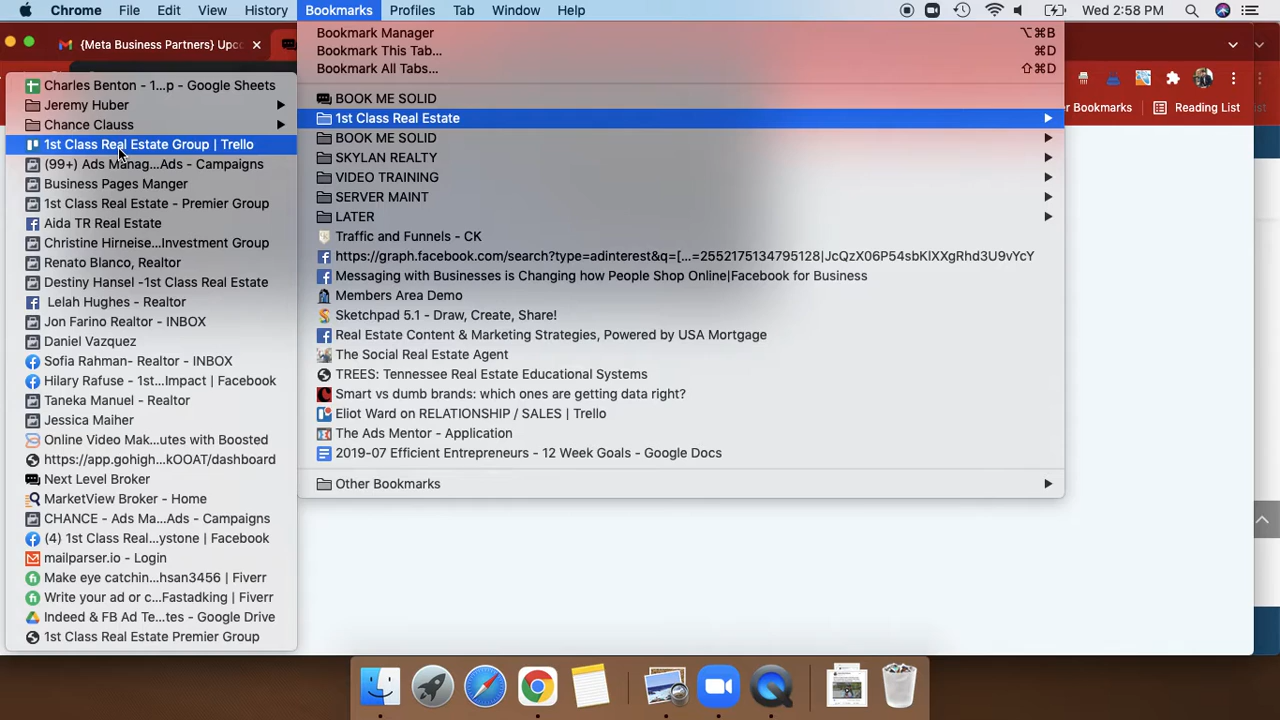 Chrome File Edit View History Bookmarks Profiles Tab Window Help Wed 2:58 PM
{Meta Business Partners} Upco
Bookmark Manager ⌥⌘B
Bookmark This Tab... ⌘D
Bookmark All Tabs... ⇧⌘D
BOOK ME SOLID
1st Class Real Estate
BOOK ME SOLID
SKYLAN REALTY
VIDEO TRAINING
SERVER MAINT
LATER
Traffic and Funnels - CK
https://graph.facebook.com/search?type=adinterest&q=[...=2552175134795128|JcQzX06P54sbKlXXgRhd3U9vYcY
Messaging with Businesses is Changing how People Shop Online|Facebook for Business
Members Area Demo
Sketchpad 5.1 - Draw, Create, Share!
Real Estate Content & Marketing Strategies, Powered by USA Mortgage
The Social Real Estate Agent
TREES: Tennessee Real Estate Educational Systems
Smart vs dumb brands: which ones are getting data right?
Eliot Ward on RELATIONSHIP / SALES | Trello
The Ads Mentor - Application
2019-07 Efficient Entrepreneurs - 12 Week Goals - Google Docs
Other Bookmarks
Charles Benton - 1...p - Google Sheets
Jeremy Huber
Chance Clauss
1st Class Real Estate Group | Trello
(99+) Ads Manag...Ads - Campaigns
Business Pages Manger
1st Class Real Estate - Premier Group
Aida TR Real Estate
Christine Hirneise...Investment Group
Renato Blanco, Realtor
Destiny Hansel -1st Class Real Estate
Lelah Hughes - Realtor
Jon Farino Realtor - INBOX
Daniel Vazquez
Sofia Rahman- Realtor - INBOX
Hilary Rafuse - 1st...Impact | Facebook
Taneka Manuel - Realtor
Jessica Maiher
Online Video Mak...utes with Boosted
https://app.gohigh...kOOAT/dashboard
Next Level Broker
MarketView Broker - Home
CHANCE - Ads Ma...Ads - Campaigns
(4) 1st Class Real...ystone | Facebook
mailparser.io - Login
Make eye catchin...hsan3456 | Fiverr
Write your ad or c...Fastadking | Fiverr
Indeed & FB Ad Te...tes - Google Drive
1st Class Real Estate Premier Group
er Bookmarks Reading List